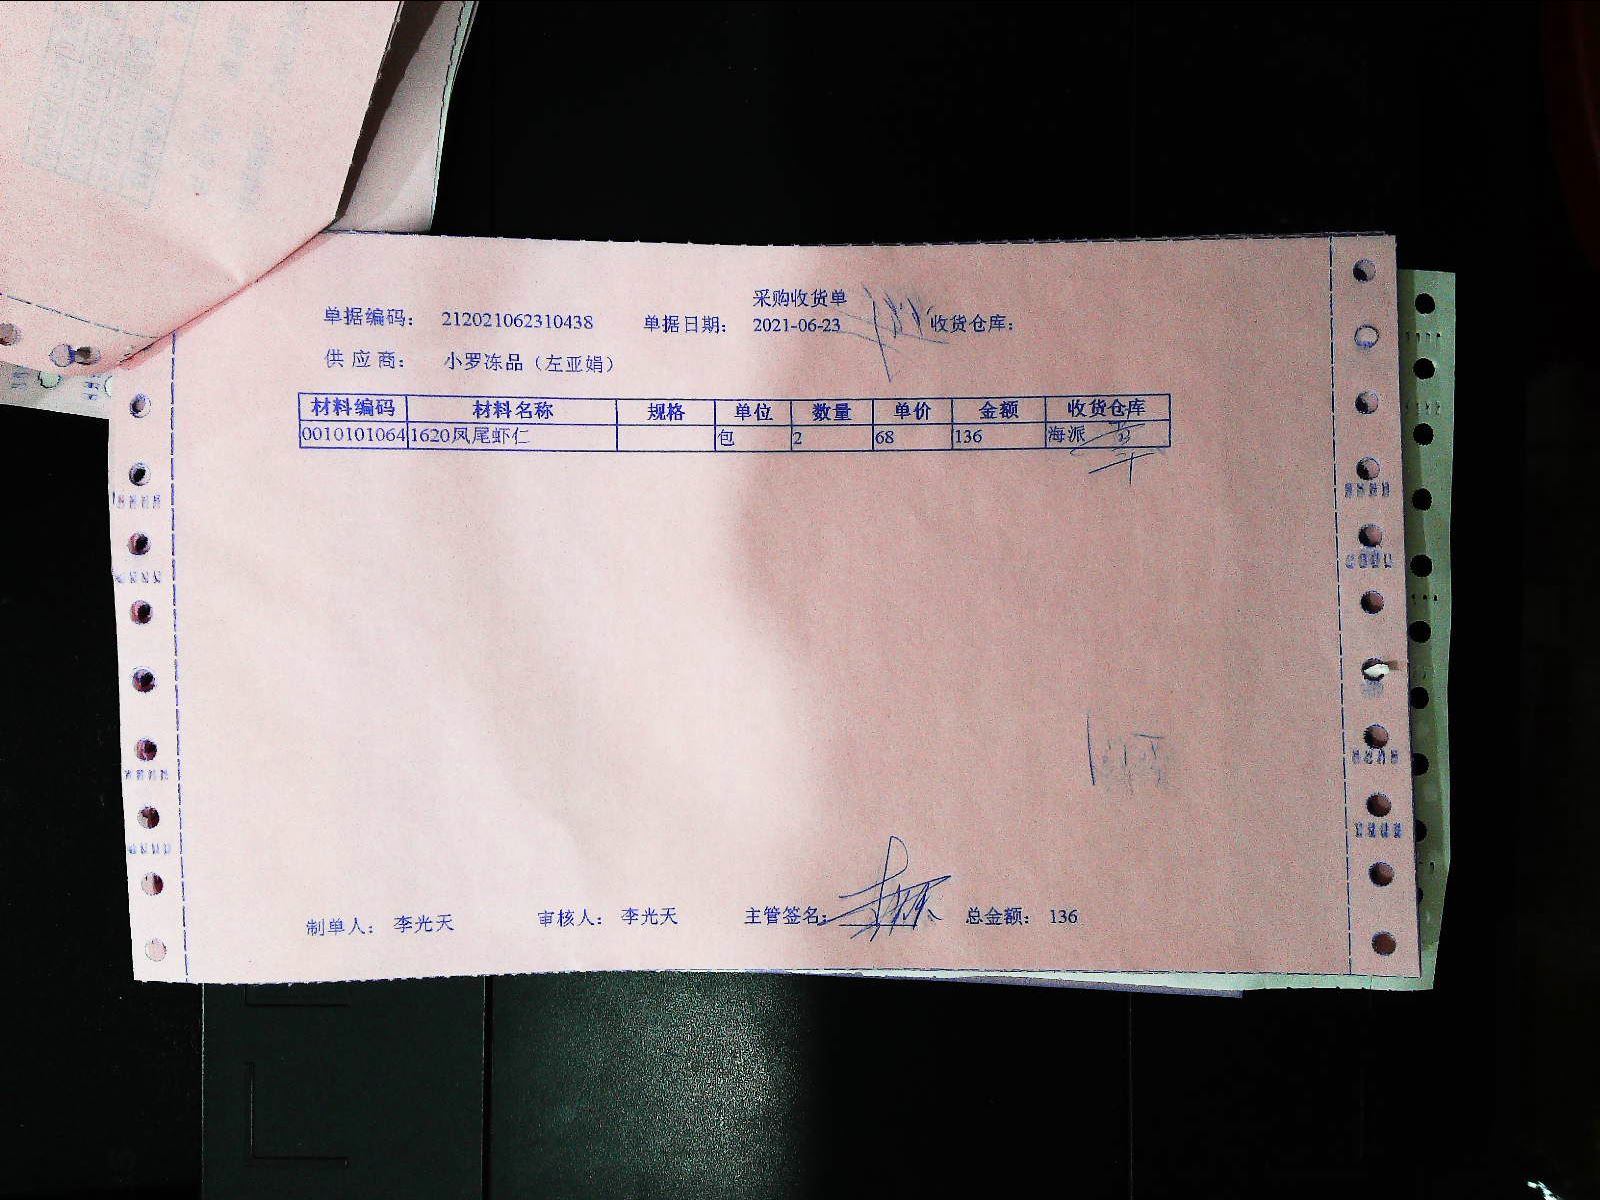 采购收货单
单据编码： 212021062310438 单据日期： 2021-06-23 收货仓库：
供 应 商： 小罗冻品（左亚娟）
材料编码 材料名称 规格 单位 数量 单价 金额 收货仓库
0010101064 1620凤尾虾仁 包 2 68 136 海派
制单人： 李光天 审核人： 李光天 主管签名： 总金额： 136